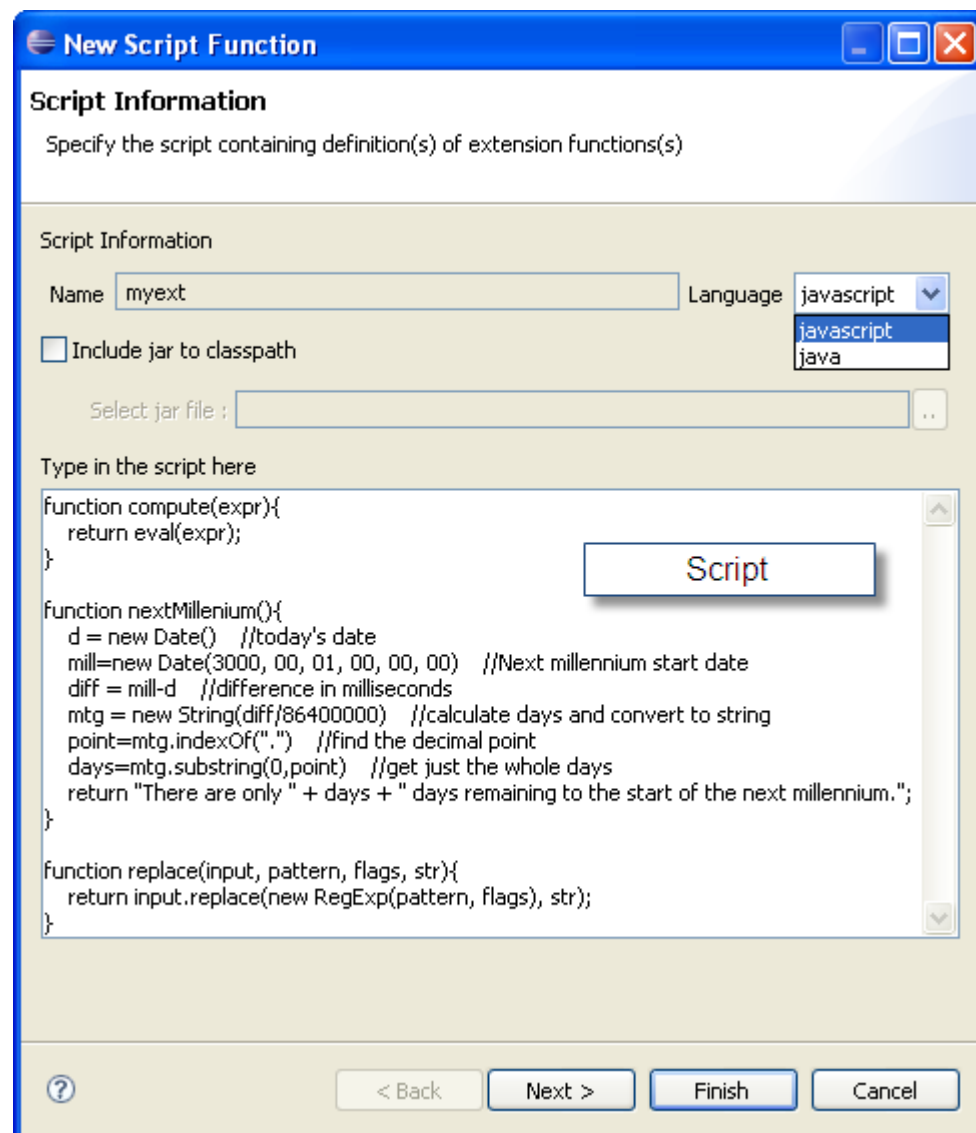 New Script Function
Script Information
Specify the script containing definition(s) of extension functions(s)
Script Information
Name myext Language javascript
javascript
java
Include jar to classpath
Select jar file : ..
Type in the script here
function compute(expr){
return eval(expr);
}
Script
function nextMillenium(){
d = new Date() //today's date
mill=new Date(3000, 00, 01, 00, 00, 00) //Next millennium start date
diff = mill-d //difference in milliseconds
mtg = new String(diff/86400000) //calculate days and convert to string
point=mtg.indexOf(".") //find the decimal point
days=mtg.substring(0,point) //get just the whole days
return "There are only " + days + " days remaining to the start of the next millennium.";
}
function replace(input, pattern, flags, str){
return input.replace(new RegExp(pattern, flags), str);
}
? < Back Next > Finish Cancel